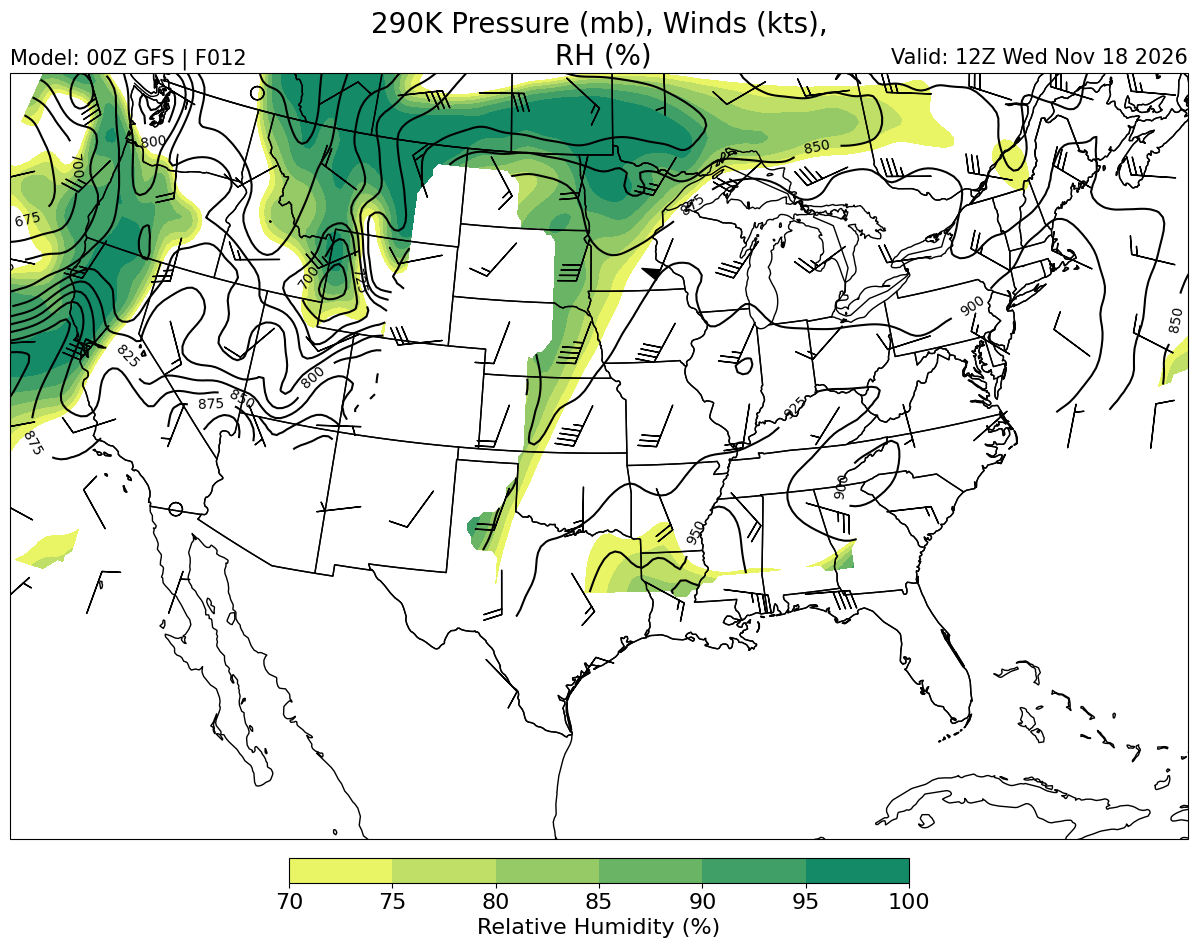 290K Pressure (mb), Winds (kts),
RH (%)
Model: 00Z GFS | F012
Valid: 12Z Wed Nov 18 2026
800
700
675
850
875
700
725
900
850
825
800
850
875
875
925
900
950
70 75 80 85 90 95 100
Relative Humidity (%)